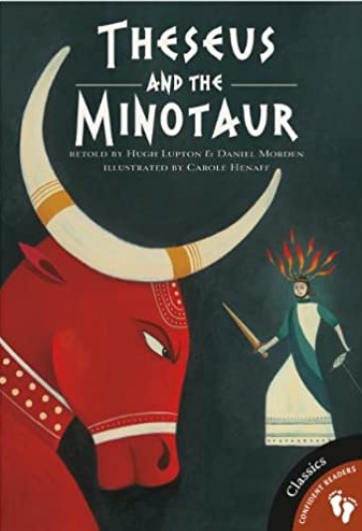 THESEUS
AND THE
MINOTAUR
RETOLD BY HUGH LUPTON & DANIEL MORDEN
ILLUSTRATED BY CAROLE HENAFF
Classics
CONFIDENT READERS